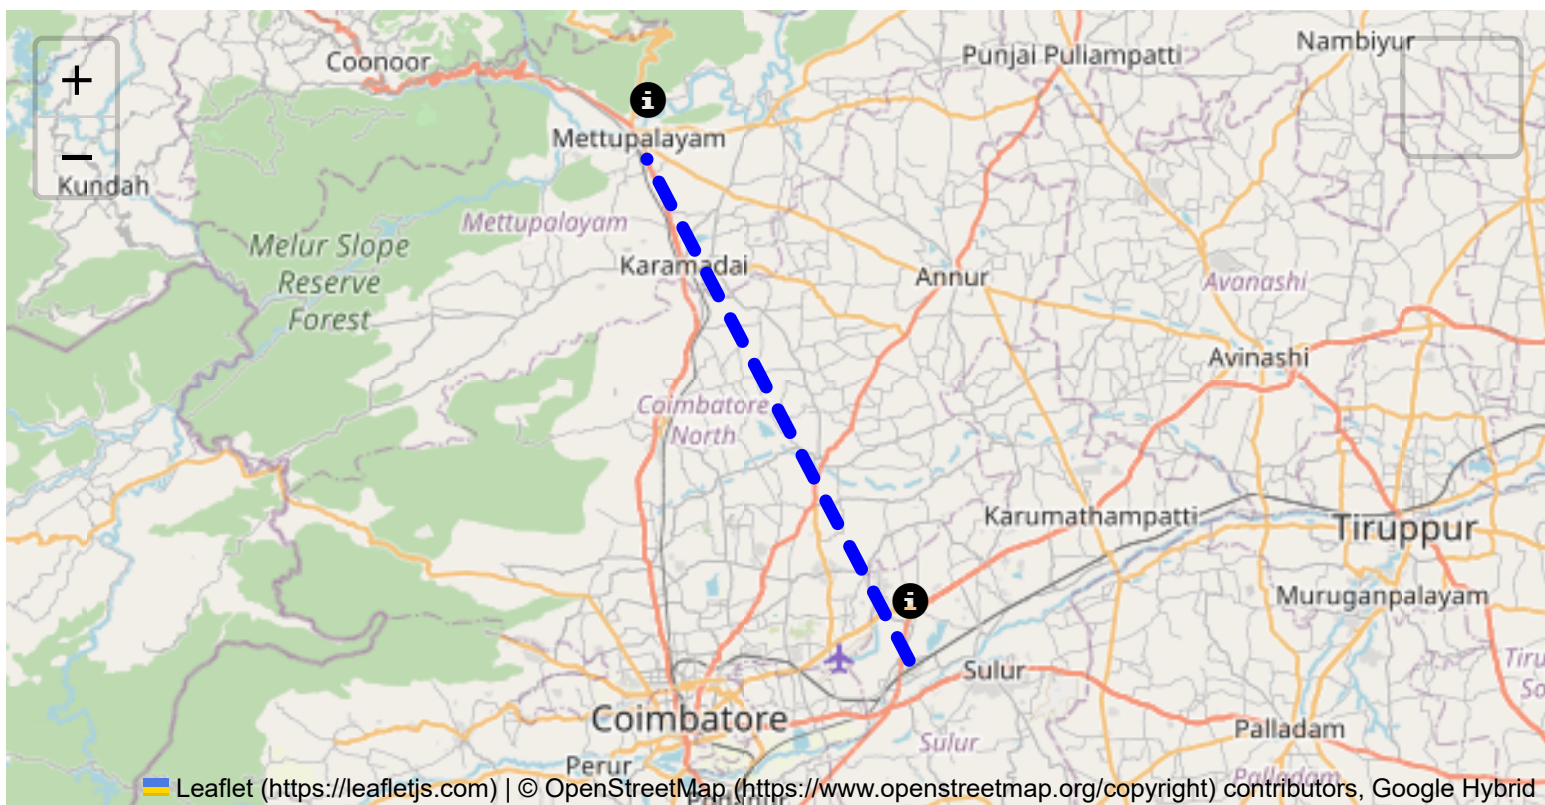 Coonoor
Punjai Puliampatti
Nambiyur
+
i
Mettupalayam
−
Kundah
Mettupalayam
Melur Slope
Reserve
Forest
Karamadai
Annur
Avanashi
Avinashi
Coimbatore
North
Karumathampatti
Tiruppur
i
Muruganpalayam
Sulur
Coimbatore
Sulur
Palladam
Perur
Palladam
Leaflet (https://leafletjs.com) | © OpenStreetMap (https://www.openstreetmap.org/copyright) contributors, Google Hybrid